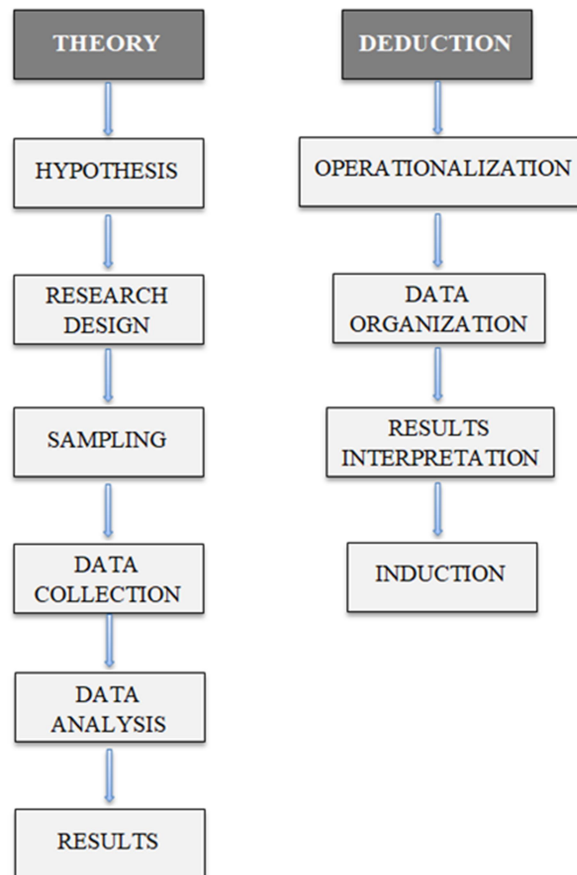 THEORY
HYPOTHESIS
RESEARCH
DESIGN
SAMPLING
DATA
COLLECTION
DATA
ANALYSIS
RESULTS
DEDUCTION
OPERATIONALIZATION
DATA
ORGANIZATION
RESULTS
INTERPRETATION
INDUCTION